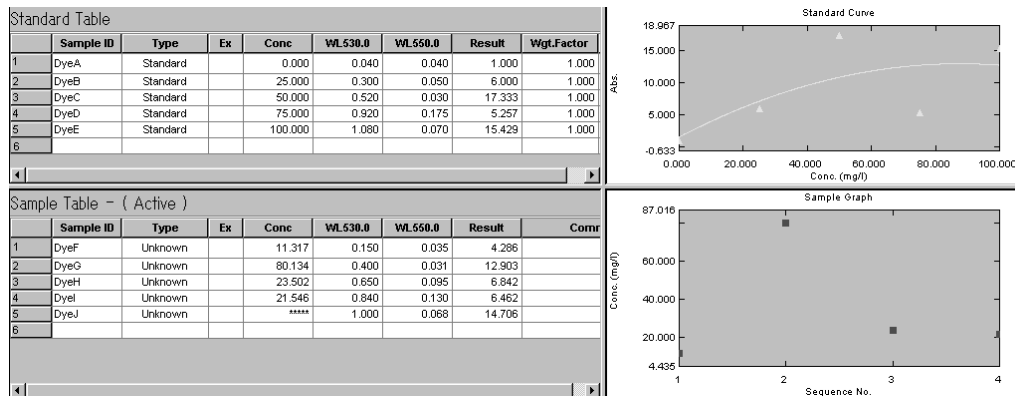 Standard Table
Sample ID Type Ex Conc WL530.0 WL550.0 Result Wgt.Factor
1 DyeA Standard 0.000 0.040 0.040 1.000 1.000
2 DyeB Standard 25.000 0.300 0.050 6.000 1.000
3 DyeC Standard 50.000 0.520 0.030 17.333 1.000
4 DyeD Standard 75.000 0.920 0.175 5.257 1.000
5 DyeE Standard 100.000 1.080 0.070 15.429 1.000
6
Standard Curve
18.967
15.000
10.000
5.000
-0.633
Abs.
0.000 20.000 40.000 60.000 80.000 100.000
Conc. (mg/l)
Sample Table - ( Active )
Sample ID Type Ex Conc WL530.0 WL550.0 Result Comm
1 DyeF Unknown 11.317 0.150 0.035 4.286
2 DyeG Unknown 80.134 0.400 0.031 12.903
3 DyeH Unknown 23.502 0.650 0.095 6.842
4 DyeI Unknown 21.546 0.840 0.130 6.462
5 DyeJ Unknown ***** 1.000 0.068 14.706
6
Sample Graph
87.016
60.000
40.000
20.000
4.435
Conc. (mg/l)
1 2 3 4
Sequence No.